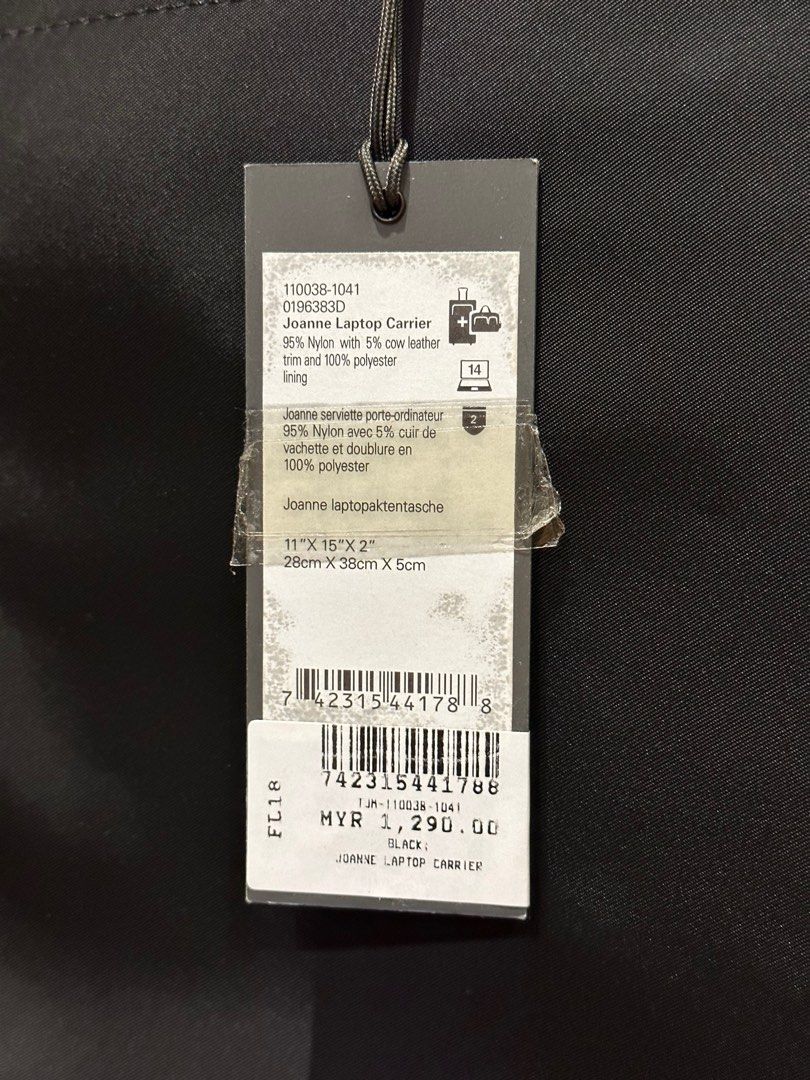 110038-1041
0196383D
Joanne Laptop Carrier
95% Nylon with 5% cow leather
trim and 100% polyester
lining
14
2
Joanne serviette porte-ordinateur
95% Nylon avec 5% cuir de
vachette et doublure en
100% polyester
Joanne laptopaktentasche
11"X 15"X 2"
28cm X 38cm X 5cm
7 42315 44178 8
742315441788
TJM-110038-1041
MYR 1,290.00
BLACK;
JOANNE LAPTOP CARRIER
FL18